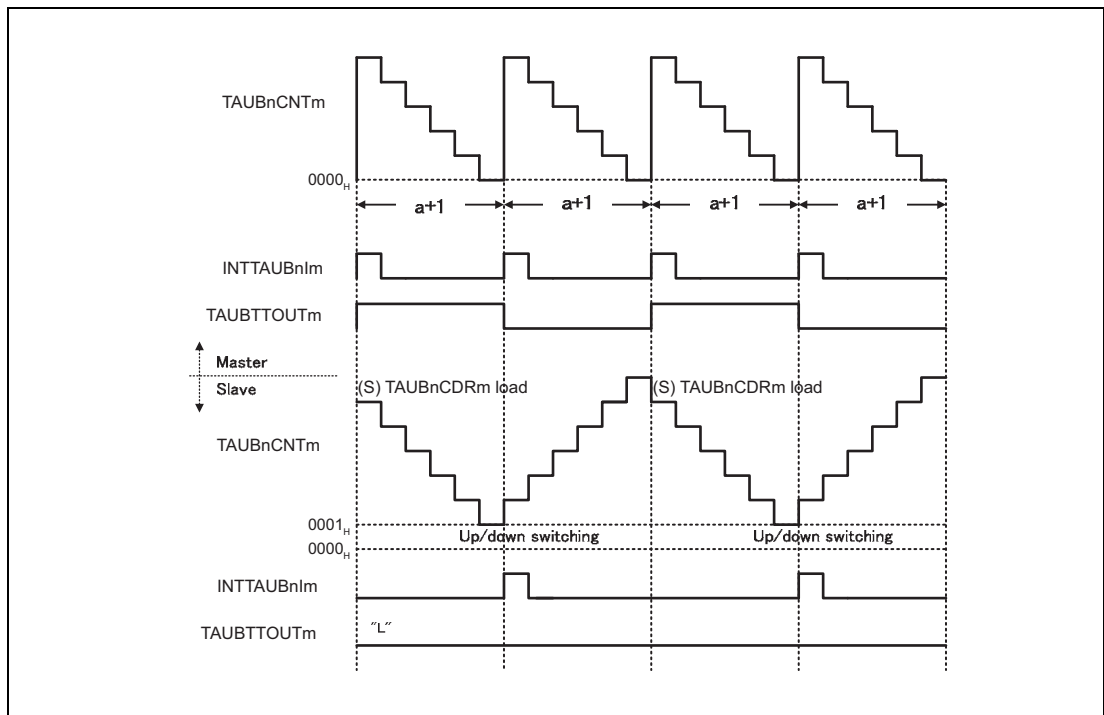 TAUBnCNTm
0000H
a+1 a+1 a+1 a+1
INTTAUBnIm
TAUBTTOUTm
Master
Slave
(S) TAUBnCDRm load (S) TAUBnCDRm load
TAUBnCNTm
0001H
Up/down switching Up/down switching
0000H
INTTAUBnIm
TAUBTTOUTm
"L"